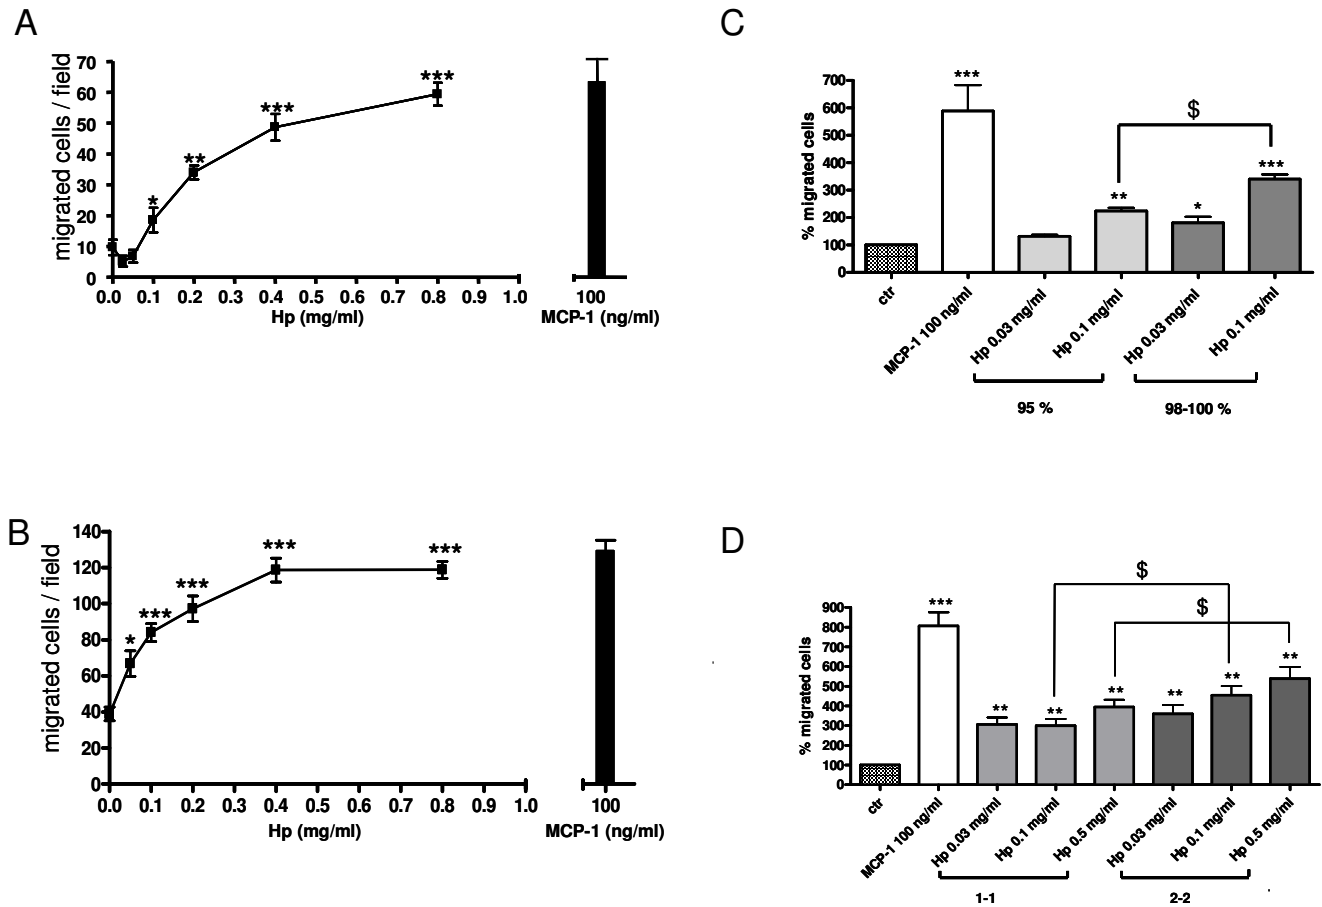 A
migrated cells / field
70
60
50
40
30
20
10
0
*
**
***
***
0.0 0.1 0.2 0.3 0.4 0.5 0.6 0.7 0.8 0.9 1.0
Hp (mg/ml)
100
MCP-1 (ng/ml)
B
migrated cells / field
140
120
100
80
60
40
20
0
*
***
***
***
***
0.0 0.1 0.2 0.3 0.4 0.5 0.6 0.7 0.8 0.9 1.0
Hp (mg/ml)
100
MCP-1 (ng/ml)
C
% migrated cells
700
600
500
400
300
200
100
0
***
$
**
*
***
ctr
MCP-1 100 ng/ml
Hp 0.03 mg/ml
Hp 0.1 mg/ml
Hp 0.03 mg/ml
Hp 0.1 mg/ml
95 %
98-100 %
D
% migrated cells
900
800
700
600
500
400
300
200
100
0
***
$
$
**
**
**
**
**
**
ctr
MCP-1 100 ng/ml
Hp 0.03 mg/ml
Hp 0.1 mg/ml
Hp 0.5 mg/ml
Hp 0.03 mg/ml
Hp 0.1 mg/ml
Hp 0.5 mg/ml
1-1
2-2